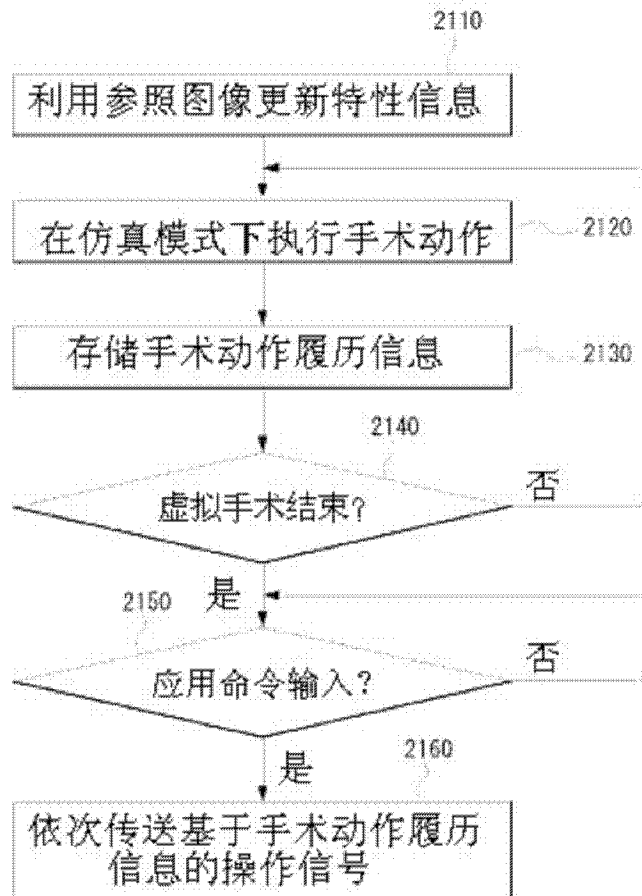 2110
利用参照图像更新特性信息
在仿真模式下执行手术动作
2120
存储手术动作履历信息
2130
2140
虚拟手术结束?
否
是
2150
应用命令输入?
否
是
2160
依次传送基于手术动作履历
信息的操作信号